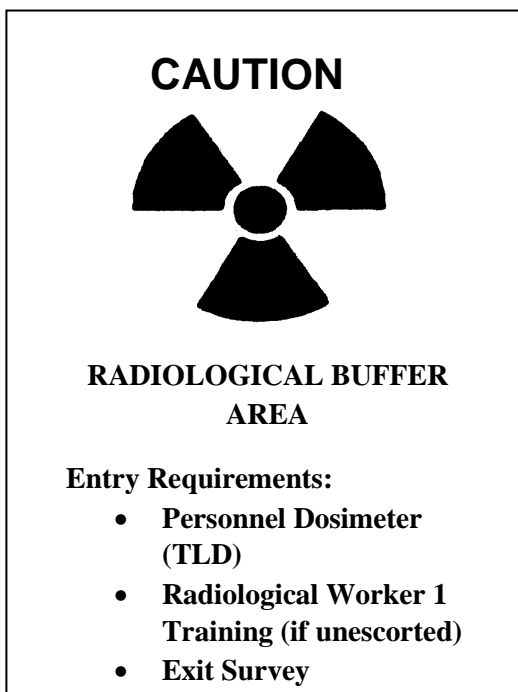 CAUTION
RADIOLOGICAL BUFFER
AREA
Entry Requirements:
• Personnel Dosimeter
(TLD)
• Radiological Worker 1
Training (if unescorted)
• Exit Survey